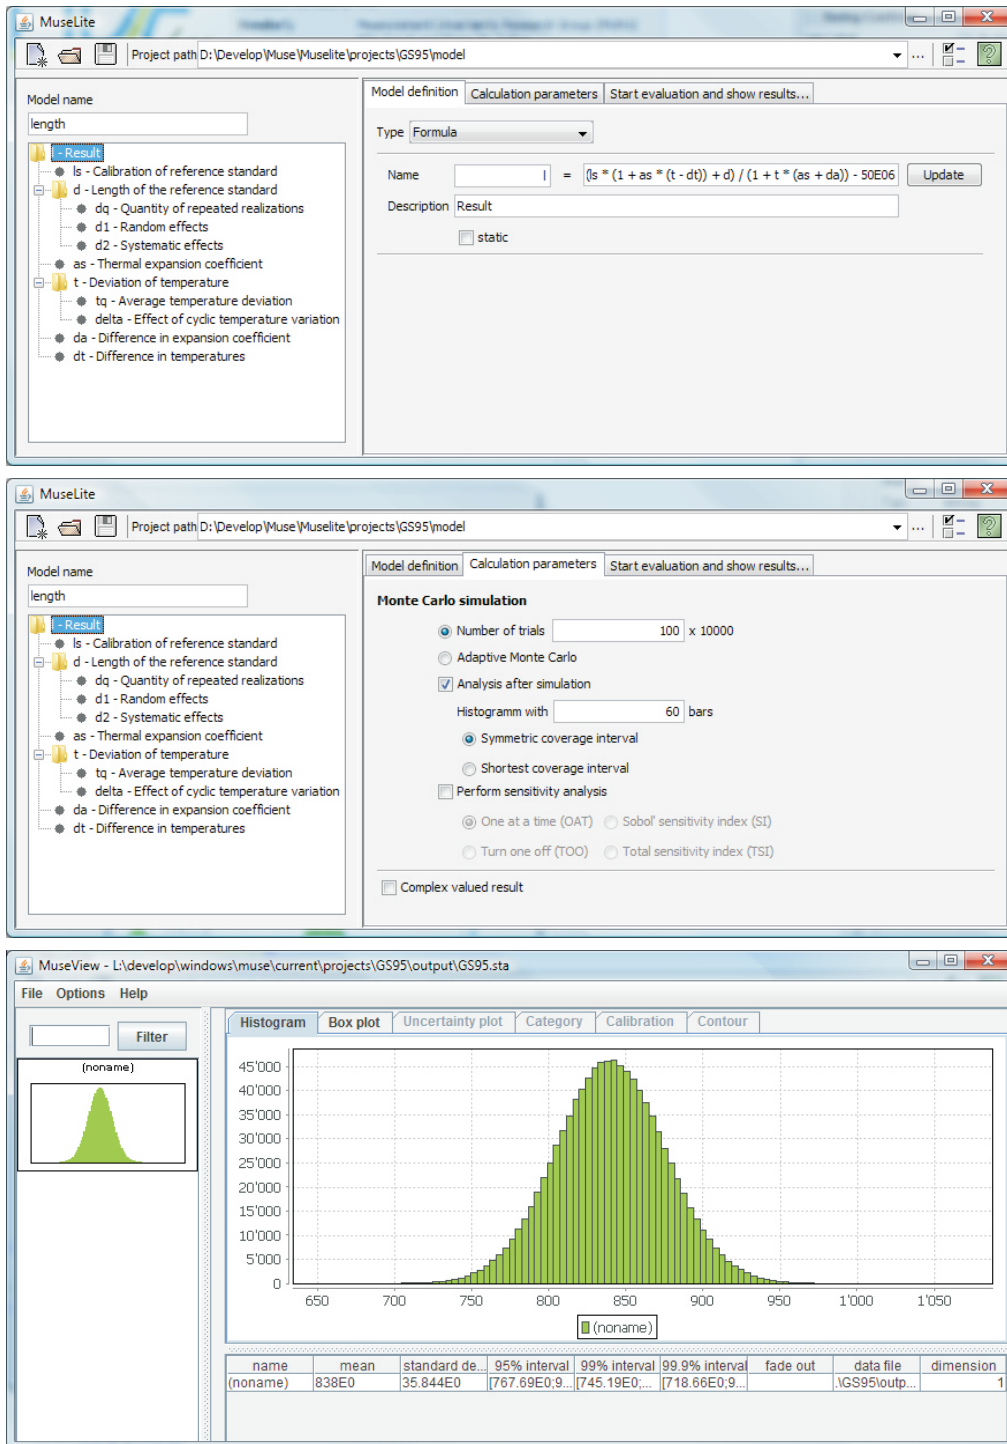 MuseLite
Project path D:\Develop\Muse\Muselite\projects\GS95\model ...
Model name
length
l - Result
ls - Calibration of reference standard
d - Length of the reference standard
dq - Quantity of repeated realizations
d1 - Random effects
d2 - Systematic effects
as - Thermal expansion coefficient
t - Deviation of temperature
tq - Average temperature deviation
delta - Effect of cyclic temperature variation
da - Difference in expansion coefficient
dt - Difference in temperatures
Model definition Calculation parameters Start evaluation and show results...
Type Formula
Name l = (ls * (1 + as * (t - dt)) + d) / (1 + t * (as + da)) - 50E06 Update
Description Result
static
MuseLite
Project path D:\Develop\Muse\Muselite\projects\GS95\model ...
Model name
length
l - Result
ls - Calibration of reference standard
d - Length of the reference standard
dq - Quantity of repeated realizations
d1 - Random effects
d2 - Systematic effects
as - Thermal expansion coefficient
t - Deviation of temperature
tq - Average temperature deviation
delta - Effect of cyclic temperature variation
da - Difference in expansion coefficient
dt - Difference in temperatures
Model definition Calculation parameters Start evaluation and show results...
Monte Carlo simulation
Number of trials 100 x 10000
Adaptive Monte Carlo
Analysis after simulation
Histogramm with 60 bars
Symmetric coverage interval
Shortest coverage interval
Perform sensitivity analysis
One at a time (OAT) Sobol' sensitivity index (SI)
Turn one off (TOO) Total sensitivity index (TSI)
Complex valued result
MuseView - L:\develop\windows\muse\current\projects\GS95\output\GS95.sta
File Options Help
Filter
(noname)
Histogram Box plot Uncertainty plot Category Calibration Contour
45'000
40'000
35'000
30'000
25'000
20'000
15'000
10'000
5'000
0
650 700 750 800 850 900 950 1'000 1'050
(noname)
name mean standard de... 95% interval 99% interval 99.9% interval fade out data file dimension
(noname) 838E0 35.844E0 [767.69E0;9... [745.19E0;... [718.66E0;9... .\GS95\outp... 1